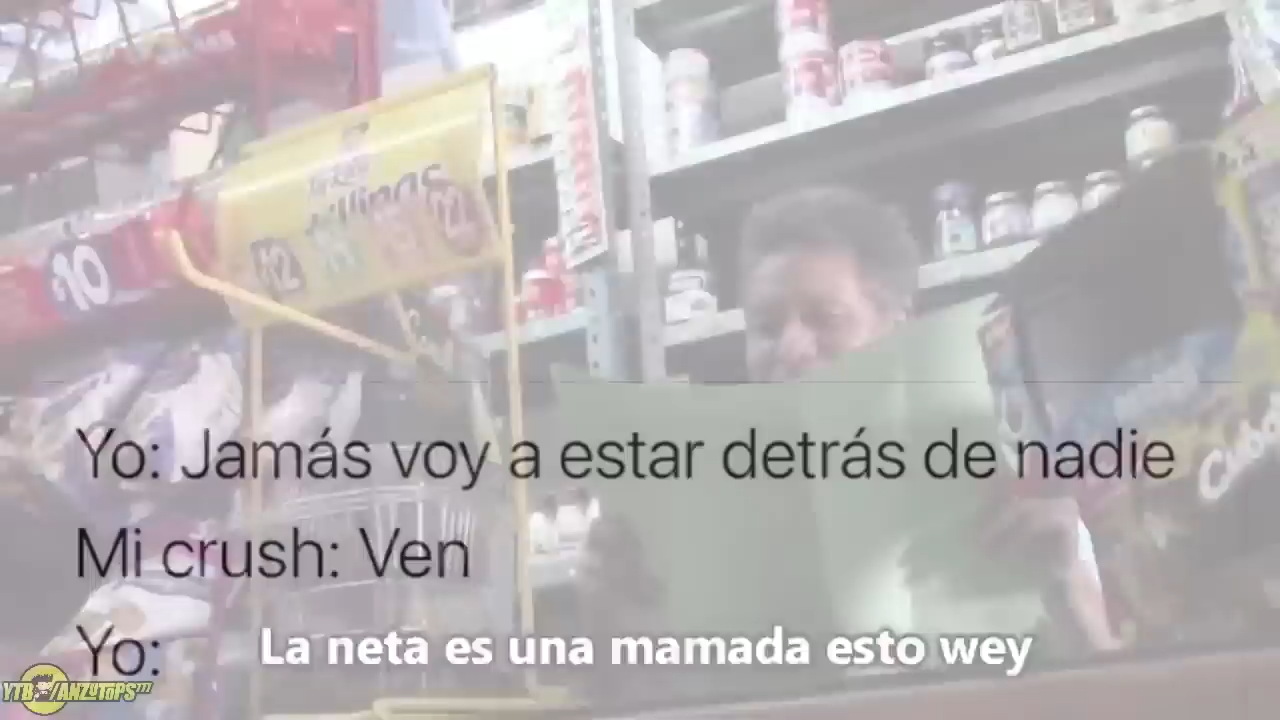 $10
12
Yo: Jamás voy a estar detrás de nadie
Mi crush: Ven
Yo:
La neta es una mamada esto wey